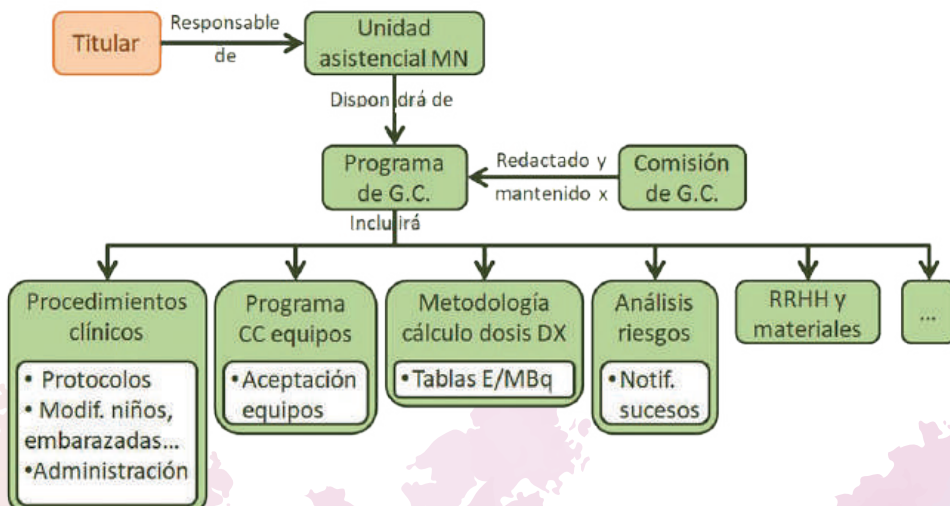 Titular
Responsable
de
Unidad
asistencial MN
Dispondrá de
Programa
de G.C.
Redactado y
mantenido x
Comisión
de G.C.
Incluirá
Procedimientos
clínicos
• Protocolos
• Modif. niños,
embarazadas...
•Administración
Programa
CC equipos
•Aceptación
equipos
Metodología
cálculo dosis DX
•Tablas E/MBq
Análisis
riesgos
•Notif.
sucesos
RRHH y
materiales
...